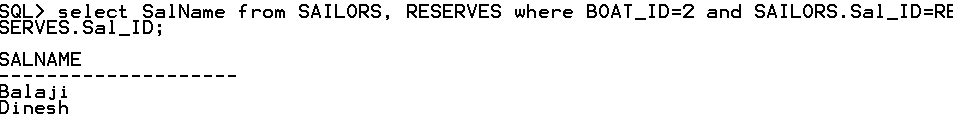 SQL> select SalName from SAILORS, RESERVES where BOAT_ID=2 and SAILORS.Sal_ID=RE
SERVES.Sal_ID;
SALNAME
--------------------
Balaji
Dinesh